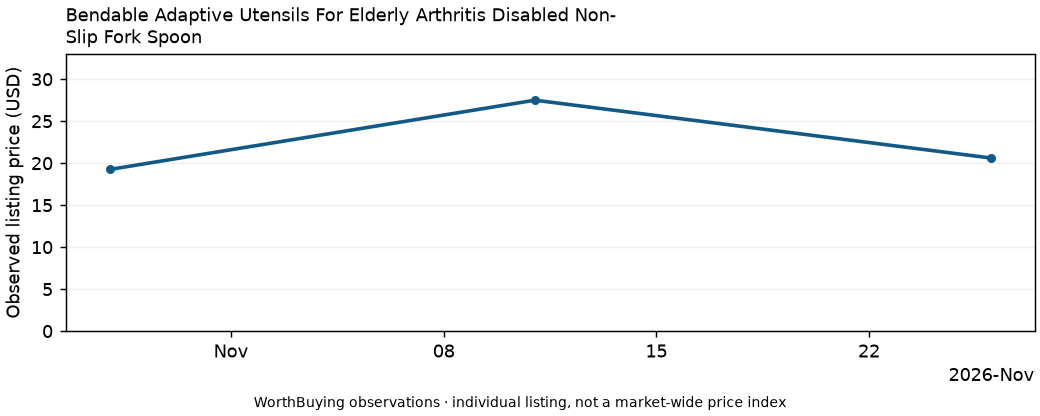 Bendable Adaptive Utensils For Elderly Arthritis Disabled Non-
Slip Fork Spoon
Observed listing price (USD)
30
25
20
15
10
5
0
Nov
08
15
22
2026-Nov
WorthBuying observations · individual listing, not a market-wide price index